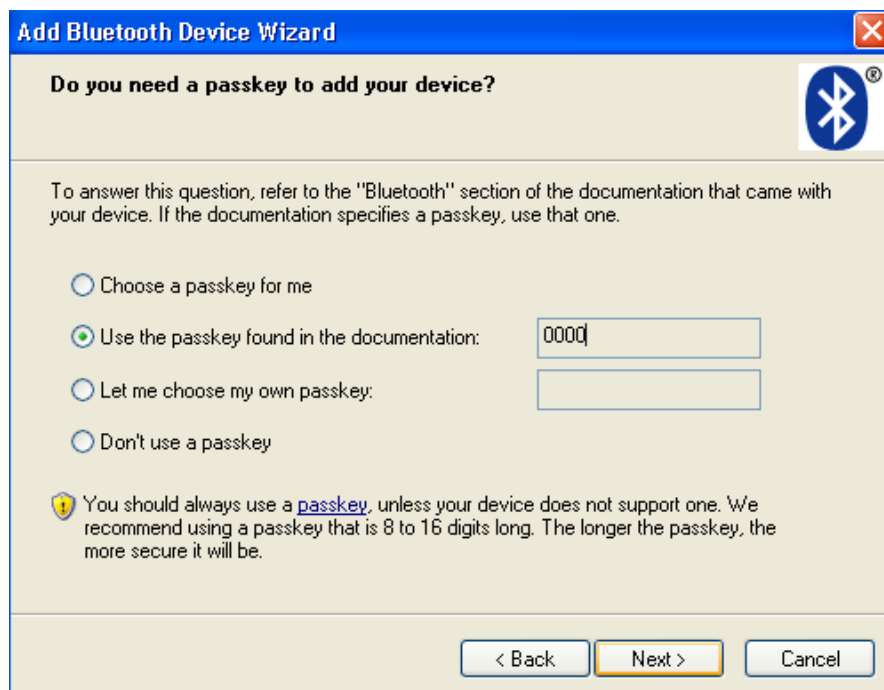 Add Bluetooth Device Wizard
Do you need a passkey to add your device?
®
To answer this question, refer to the "Bluetooth" section of the documentation that came with
your device. If the documentation specifies a passkey, use that one.
Choose a passkey for me
Use the passkey found in the documentation: 0000
Let me choose my own passkey:
Don't use a passkey
You should always use a passkey, unless your device does not support one. We
recommend using a passkey that is 8 to 16 digits long. The longer the passkey, the
more secure it will be.
< Back Next > Cancel